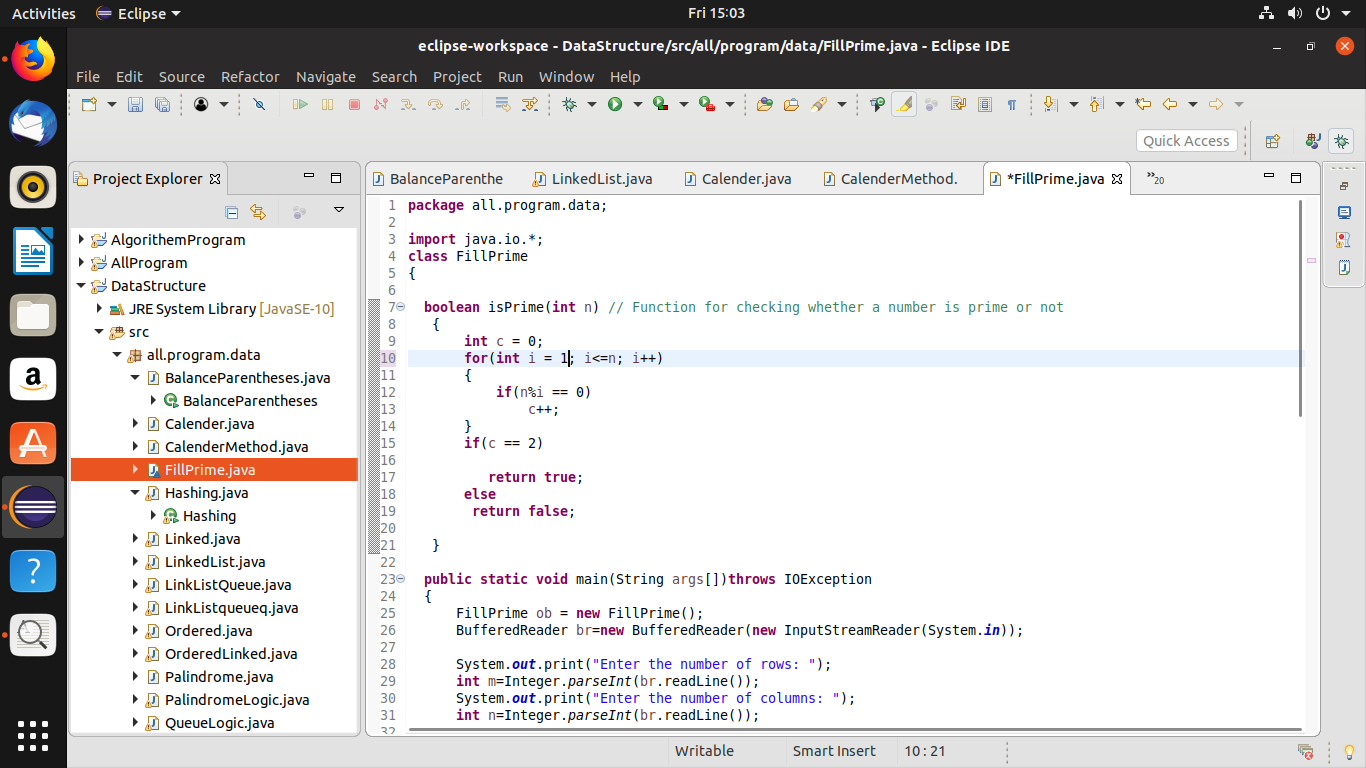 Activities Eclipse Fri 15:03
eclipse-workspace - DataStructure/src/all/program/data/FillPrime.java - Eclipse IDE
File Edit Source Refactor Navigate Search Project Run Window Help
Quick Access
Project Explorer
AlgorithemProgram
AllProgram
DataStructure
JRE System Library [JavaSE-10]
src
all.program.data
BalanceParentheses.java
BalanceParentheses
Calender.java
CalenderMethod.java
FillPrime.java
Hashing.java
Hashing
Linked.java
LinkedList.java
LinkListQueue.java
LinkListqueueq.java
Ordered.java
OrderedLinked.java
Palindrome.java
PalindromeLogic.java
QueueLogic.java
BalanceParenthe LinkedList.java Calender.java CalenderMethod. *FillPrime.java »20
1 package all.program.data;
2
3 import java.io.*;
4 class FillPrime
5 {
6
7 boolean isPrime(int n) // Function for checking whether a number is prime or not
8 {
9 int c = 0;
10 for(int i = 1; i<=n; i++)
11 {
12 if(n%i == 0)
13 c++;
14 }
15 if(c == 2)
16
17 return true;
18 else
19 return false;
20
21 }
22
23 public static void main(String args[])throws IOException
24 {
25 FillPrime ob = new FillPrime();
26 BufferedReader br=new BufferedReader(new InputStreamReader(System.in));
27
28 System.out.print("Enter the number of rows: ");
29 int m=Integer.parseInt(br.readLine());
30 System.out.print("Enter the number of columns: ");
31 int n=Integer.parseInt(br.readLine());
32
Writable Smart Insert 10 : 21